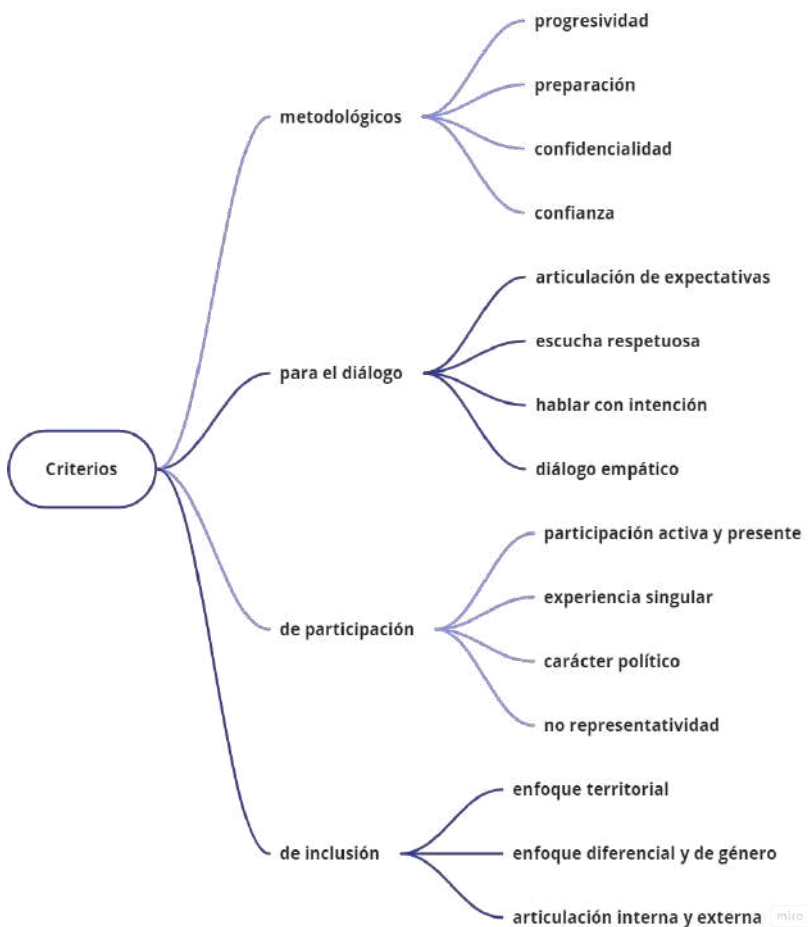 Criterios
metodológicos
progresividad
preparación
confidencialidad
confianza
para el diálogo
articulación de expectativas
escucha respetuosa
hablar con intención
diálogo empático
de participación
participación activa y presente
experiencia singular
carácter político
no representatividad
de inclusión
enfoque territorial
enfoque diferencial y de género
articulación interna y externa
miro